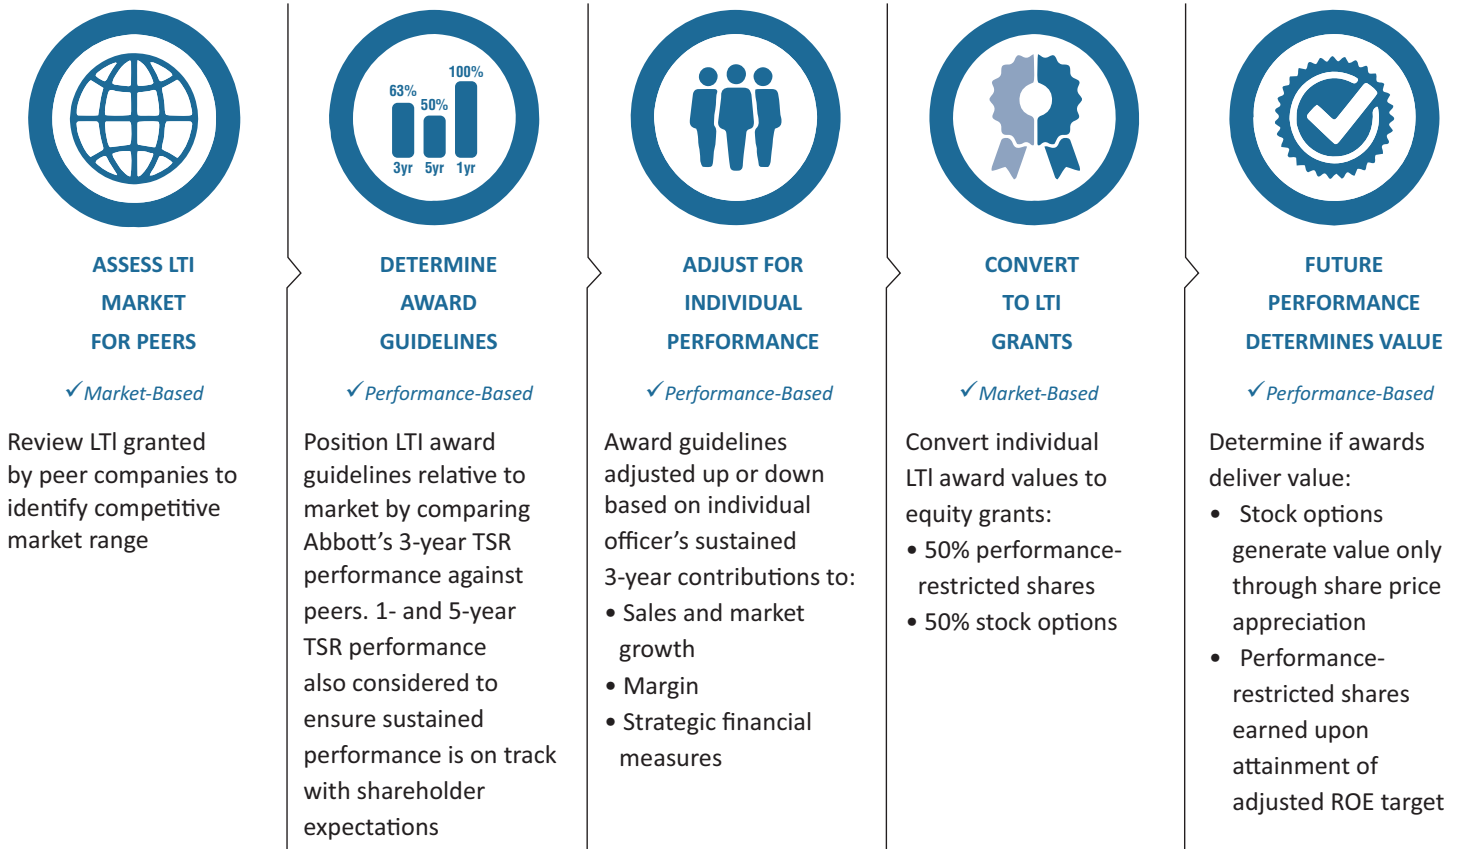 ASSESS LTI
MARKET
FOR PEERS
✓Market-Based
Review LTI granted
by peer companies to
identify competitive
market range
63%
50%
100%
3yr 5yr 1yr
DETERMINE
AWARD
GUIDELINES
✓Performance-Based
Position LTI award
guidelines relative to
market by comparing
Abbott’s 3-year TSR
performance against
peers. 1- and 5-year
TSR performance
also considered to
ensure sustained
performance is on track
with shareholder
expectations
ADJUST FOR
INDIVIDUAL
PERFORMANCE
✓Performance-Based
Award guidelines
adjusted up or down
based on individual
officer’s sustained
3-year contributions to:
• Sales and market
growth
• Margin
• Strategic financial
measures
CONVERT
TO LTI
GRANTS
✓Market-Based
Convert individual
LTI award values to
equity grants:
• 50% performance-
restricted shares
• 50% stock options
FUTURE
PERFORMANCE
DETERMINES VALUE
✓Performance-Based
Determine if awards
deliver value:
• Stock options
generate value only
through share price
appreciation
• Performance-
restricted shares
earned upon
attainment of
adjusted ROE target